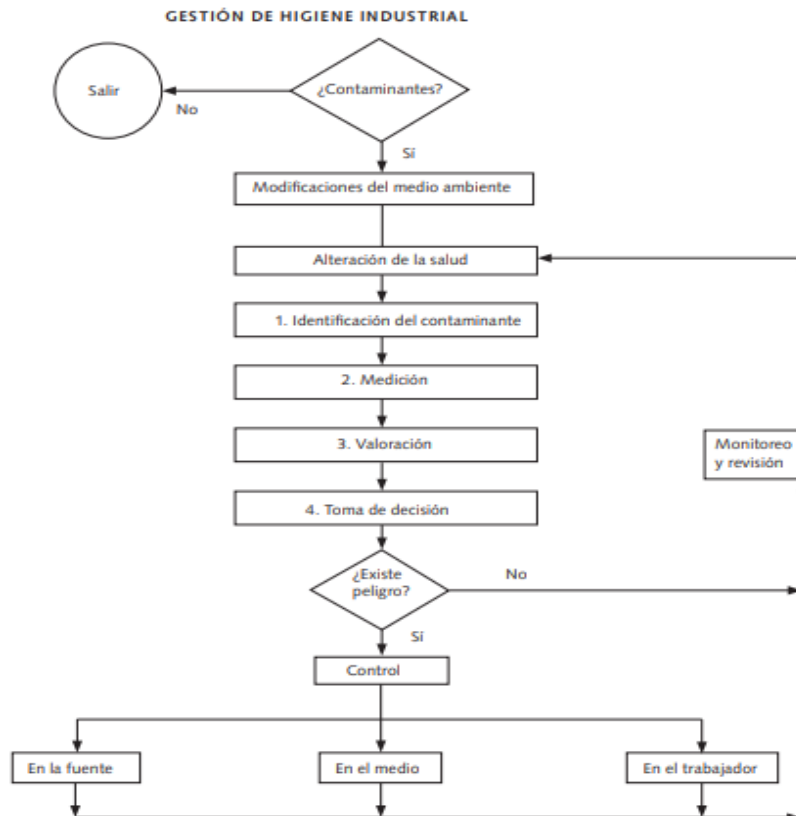 GESTIÓN DE HIGIENE INDUSTRIAL
¿Contaminantes?
Salir
No
Sí
Modificaciones del medio ambiente
Alteración de la salud
1. Identificación del contaminante
2. Medición
3. Valoración
Monitoreo
y revisión
4. Toma de decisión
¿Existe
peligro?
No
Sí
Control
En la fuente
En el medio
En el trabajador